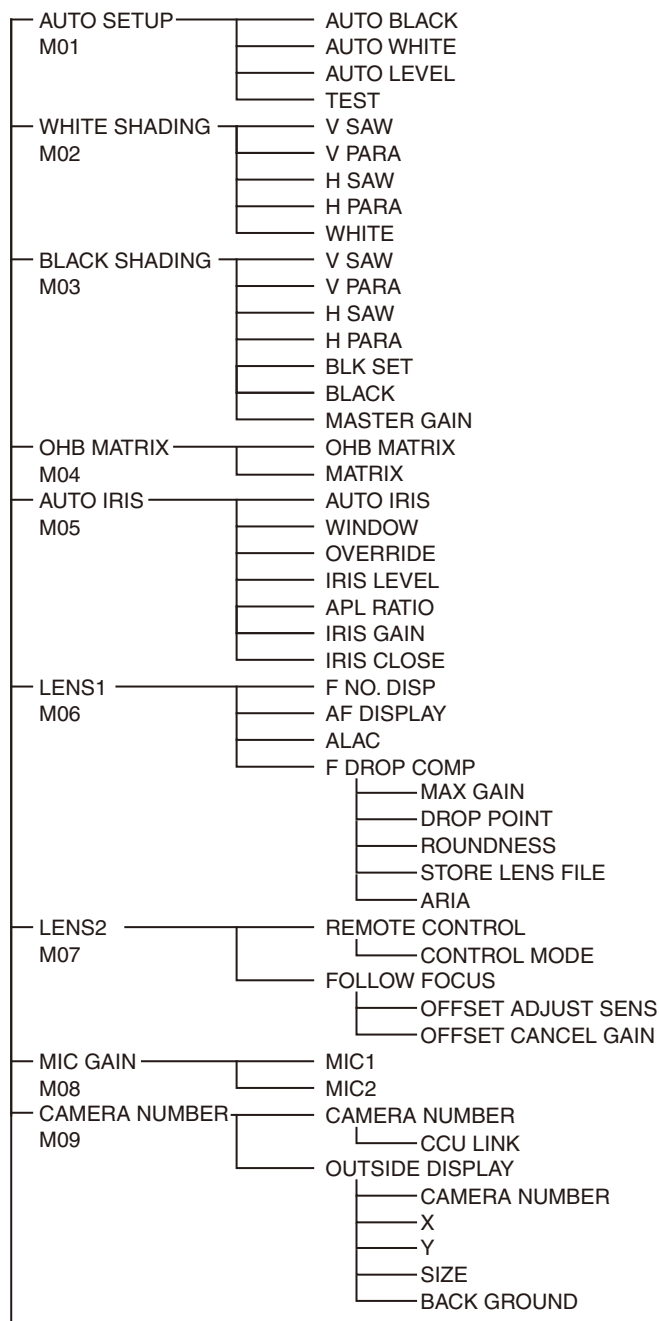 AUTO SETUP AUTO BLACK
M01 AUTO WHITE
AUTO LEVEL
TEST
WHITE SHADING V SAW
M02 V PARA
H SAW
H PARA
WHITE
BLACK SHADING V SAW
M03 V PARA
H SAW
H PARA
BLK SET
BLACK
MASTER GAIN
OHB MATRIX OHB MATRIX
M04 MATRIX
AUTO IRIS AUTO IRIS
M05 WINDOW
OVERRIDE
IRIS LEVEL
APL RATIO
IRIS GAIN
IRIS CLOSE
LENS1 F NO. DISP
M06 AF DISPLAY
ALAC
F DROP COMP
MAX GAIN
DROP POINT
ROUNDNESS
STORE LENS FILE
ARIA
LENS2 REMOTE CONTROL
M07 CONTROL MODE
FOLLOW FOCUS
OFFSET ADJUST SENS
OFFSET CANCEL GAIN
MIC GAIN MIC1
M08 MIC2
CAMERA NUMBER CAMERA NUMBER
M09 CCU LINK
OUTSIDE DISPLAY
CAMERA NUMBER
X
Y
SIZE
BACK GROUND